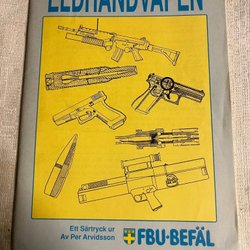 ELDHANDVAPEN
Ett Särtryck ur
Av Per Arvidsson
FBU-BEFÄL